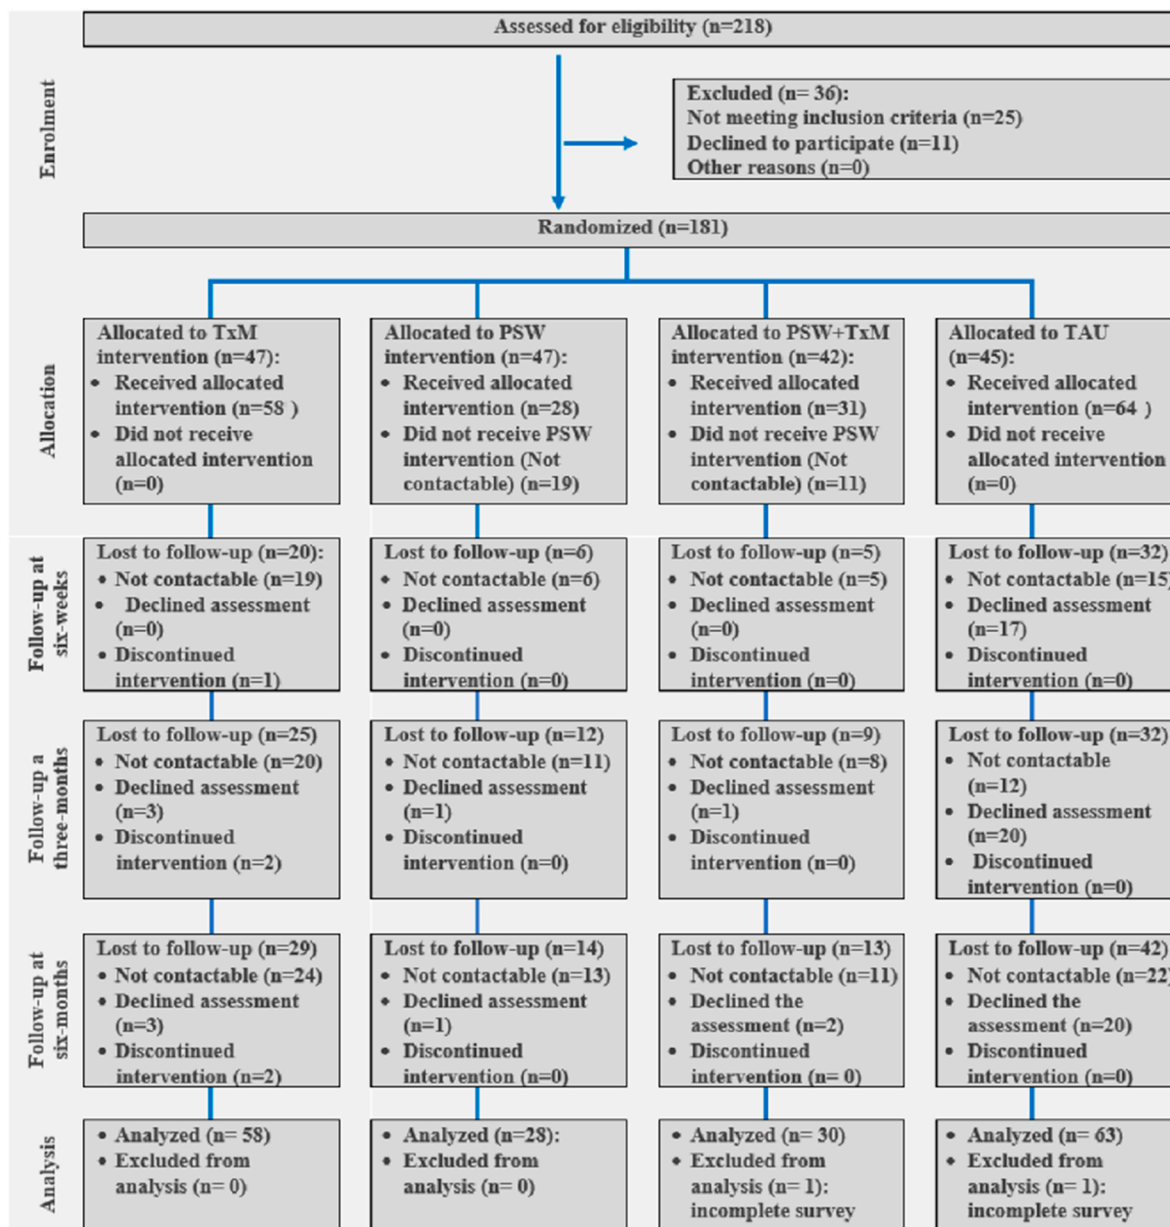 Assessed for eligibility (n=218)
Enrolment
Excluded (n= 36):
Not meeting inclusion criteria (n=25)
Declined to participate (n=11)
Other reasons (n=0)
Randomized (n=181)
Allocation
Allocated to TxM
intervention (n=47):
• Received allocated
intervention (n=58 )
• Did not receive
allocated intervention
(n=0)
Allocated to PSW
intervention (n=47):
• Received allocated
intervention (n=28)
• Did not receive PSW
intervention (Not
contactable) (n=19)
Allocated to PSW+TxM
intervention (n=42):
• Received allocated
intervention (n=31)
• Did not receive PSW
intervention (Not
contactable) (n=11)
Allocated to TAU
(n=45):
• Received allocated
intervention (n=64 )
• Did not receive
allocated intervention
(n=0)
Follow-up at
six-weeks
Lost to follow-up (n=20):
• Not contactable (n=19)
• Declined assessment
(n=0)
• Discontinued
intervention (n=1)
Lost to follow-up (n=6)
• Not contactable (n=6)
• Declined assessment
(n=0)
• Discontinued
intervention (n=0)
Lost to follow-up (n=5)
• Not contactable (n=5)
• Declined assessment
(n=0)
• Discontinued
intervention (n=0)
Lost to follow-up (n=32)
• Not contactable (n=15)
• Declined assessment
(n=17)
• Discontinued
intervention (n=0)
Follow-up a
three-months
Lost to follow-up (n=25)
• Not contactable (n=20)
• Declined assessment
(n=3)
• Discontinued
intervention (n=2)
Lost to follow-up (n=12)
• Not contactable (n=11)
• Declined assessment
(n=1)
• Discontinued
intervention (n=0)
Lost to follow-up (n=9)
• Not contactable (n=8)
• Declined assessment
(n=1)
• Discontinued
intervention (n=0)
Lost to follow-up (n=32)
• Not contactable
(n=12)
• Declined assessment
(n=20)
• Discontinued
intervention (n=0)
Follow-up at
six-months
Lost to follow-up (n=29)
• Not contactable (n=24)
• Declined assessment
(n=3)
• Discontinued
intervention (n=2)
Lost to follow-up (n=14)
• Not contactable (n=13)
• Declined assessment
(n=1)
• Discontinued
intervention (n=0)
Lost to follow-up (n=13)
• Not contactable (n=11)
• Declined the
assessment (n=2)
• Discontinued
intervention (n= 0)
Lost to follow-up (n=42)
• Not contactable (n=22)
• Declined the
assessment (n=20)
• Discontinued
intervention (n=0)
Analysis
• Analyzed (n= 58)
• Excluded from
analysis (n= 0)
• Analyzed (n=28):
• Excluded from
analysis (n= 0)
• Analyzed (n= 30)
• Excluded from
analysis (n= 1):
incomplete survey
• Analyzed (n= 63)
• Excluded from
analysis (n= 1):
incomplete survey